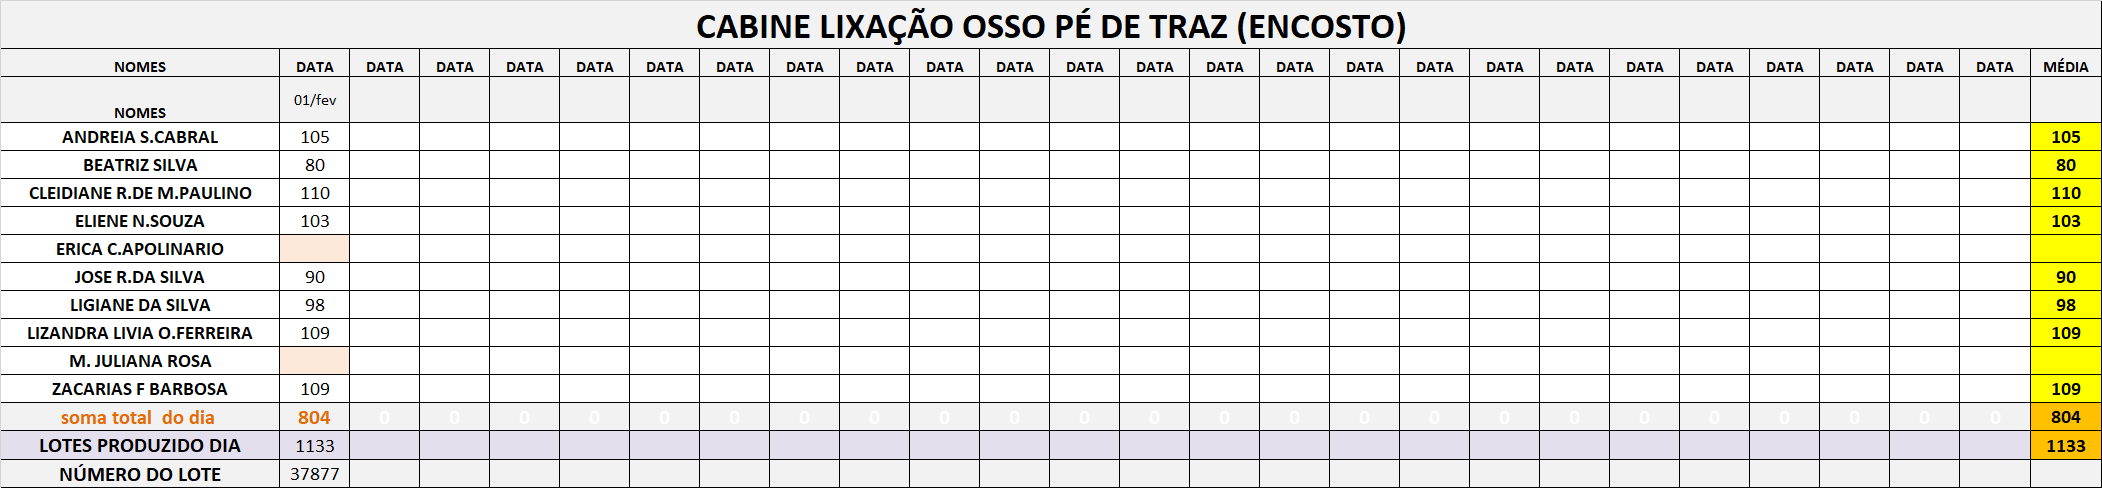 CABINE LIXAÇÃO OSSO PÉ DE TRAZ (ENCOSTO)
NOMES DATA DATA DATA DATA DATA DATA DATA DATA DATA DATA DATA DATA DATA DATA DATA DATA DATA DATA DATA DATA DATA DATA DATA DATA DATA MÉDIA
NOMES 01/fev
ANDREIA S.CABRAL 105 105
BEATRIZ SILVA 80 80
CLEIDIANE R.DE M.PAULINO 110 110
ELIENE N.SOUZA 103 103
ERICA C.APOLINARIO
JOSE R.DA SILVA 90 90
LIGIANE DA SILVA 98 98
LIZANDRA LIVIA O.FERREIRA 109 109
M. JULIANA ROSA
ZACARIAS F BARBOSA 109 109
soma total do dia 804 0 0 0 0 0 0 0 0 0 0 0 0 0 0 0 0 0 0 0 0 0 0 0 0 804
LOTES PRODUZIDO DIA 1133 1133
NÚMERO DO LOTE 37877